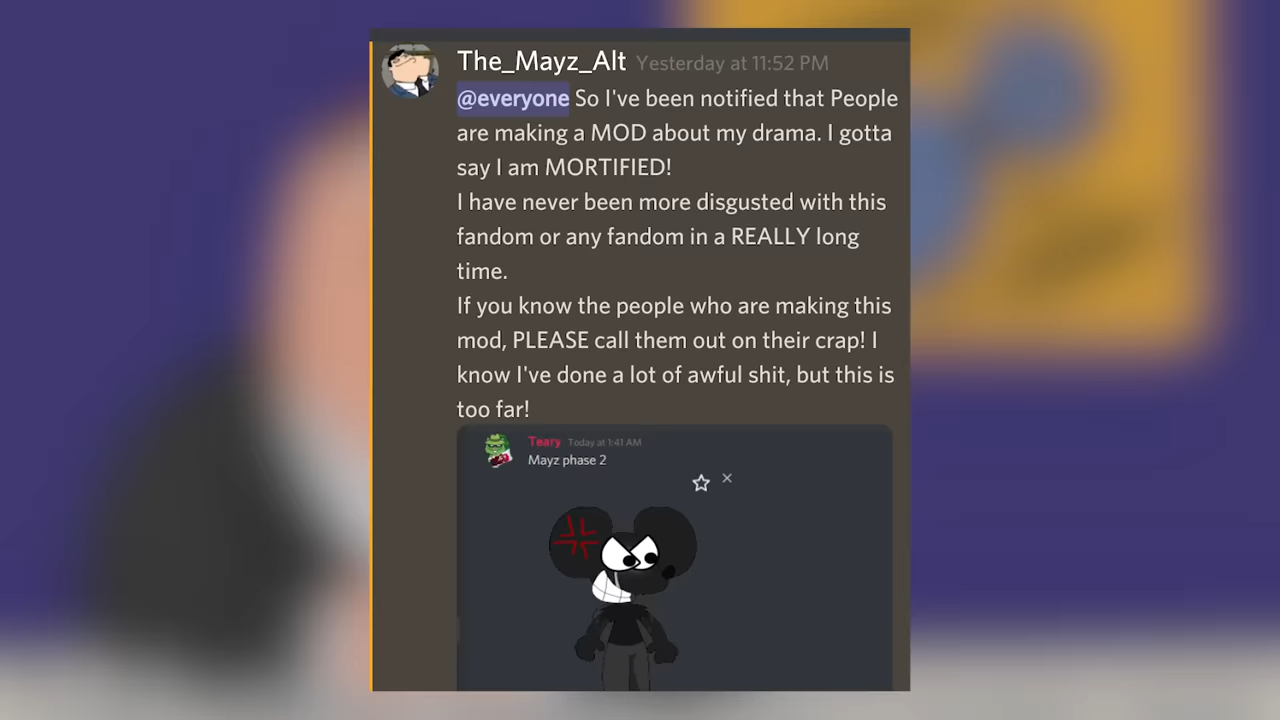 The_Mayz_Alt Yesterday at 11:52 PM
@everyone So I've been notified that People
are making a MOD about my drama. I gotta
say I am MORTIFIED!
I have never been more disgusted with this
fandom or any fandom in a REALLY long
time.
If you know the people who are making this
mod, PLEASE call them out on their crap! I
know I've done a lot of awful shit, but this is
too far!
Teary Today at 1:41 AM
Mayz phase 2